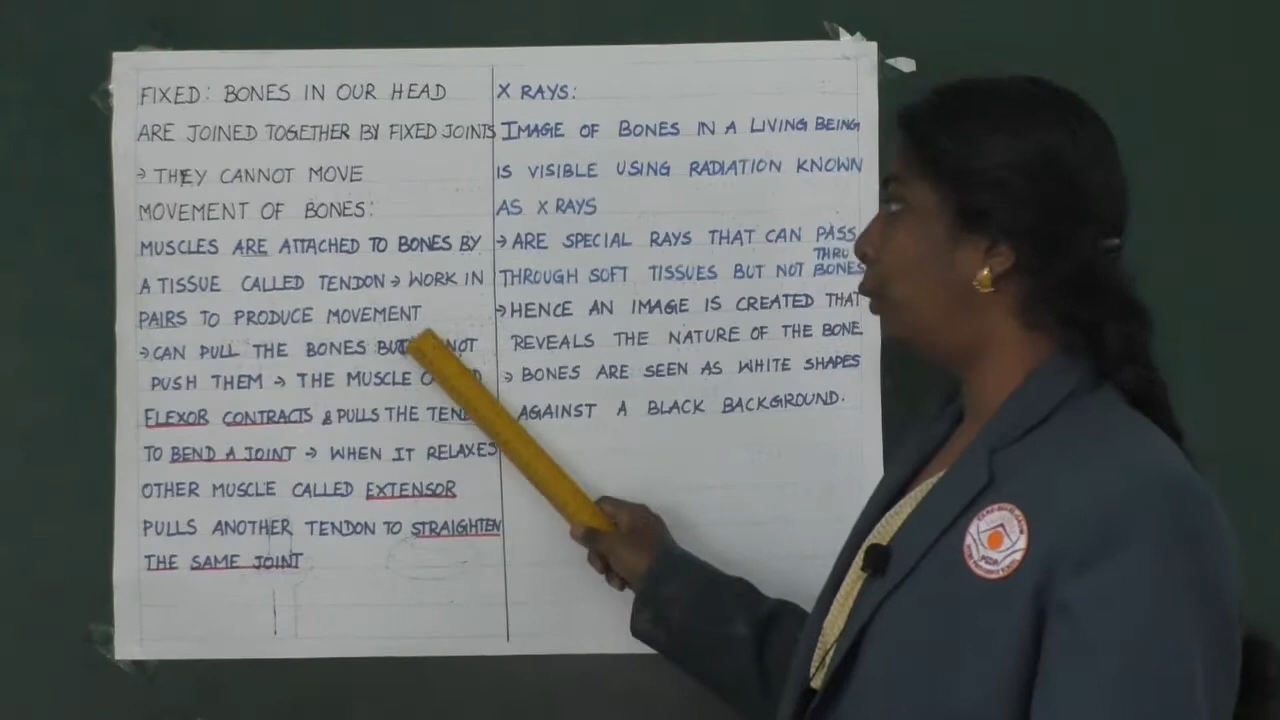 FIXED: BONES IN OUR HEAD
ARE JOINED TOGETHER BY FIXED JOINTS
→ THEY CANNOT MOVE
MOVEMENT OF BONES:
MUSCLES ARE ATTACHED TO BONES BY
A TISSUE CALLED TENDON → WORK IN
PAIRS TO PRODUCE MOVEMENT
→ CAN PULL THE BONES BUT NOT
PUSH THEM → THE MUSCLE
FLEXOR CONTRACTS & PULLS THE
TO BEND A JOINT → WHEN IT RELAXES
OTHER MUSCLE CALLED EXTENSOR
PULLS ANOTHER TENDON TO STRAIGHTEN
THE SAME JOINT
X RAYS:
IMAGE OF BONES IN A LIVING BEING
IS VISIBLE USING RADIATION KNOWN
AS X RAYS
→ ARE SPECIAL RAYS THAT CAN PASS
THRU
THROUGH SOFT TISSUES BUT NOT BONES
→ HENCE AN IMAGE IS CREATED THAT
REVEALS THE NATURE OF THE BONE
→ BONES ARE SEEN AS WHITE SHAPES
AGAINST A BLACK BACKGROUND.